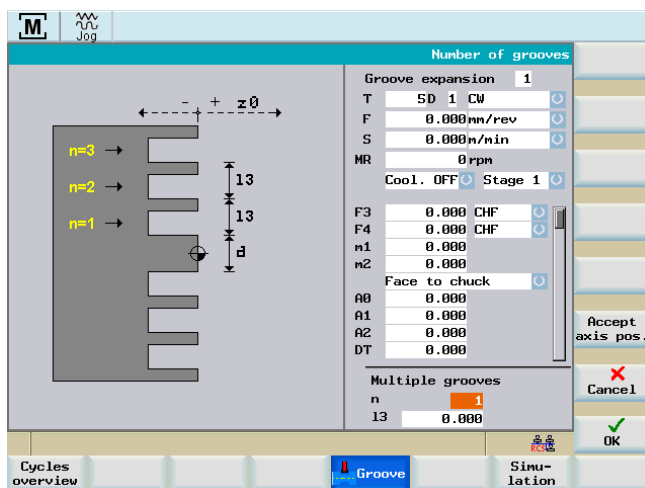 M
Jog
Number of grooves
Groove expansion 1
T 5 D 1 CW
F 0.000 mm/rev
S 0.000 m/min
MR 0 rpm
Cool. OFF Stage 1
F3 0.000 CHF
F4 0.000 CHF
m1 0.000
m2 0.000
Face to chuck
A0 0.000
A1 0.000
A2 0.000
DT 0.000
Multiple grooves
n 1
l3 0.000
- + z0
n=3
n=2
n=1
l3
l3
d
Accept
axis pos.
Cancel
OK
RCS
Cycles
overview
Groove
Simu-
lation